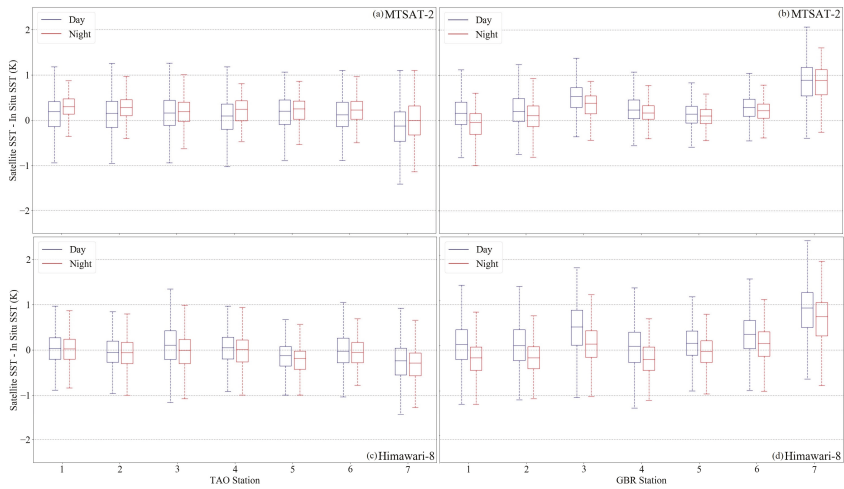 (a) MTSAT-2
Day
Night
2
1
0
−1
−2
Satellite SST - In Situ SST (K)
(b) MTSAT-2
Day
Night
Day
Night
2
1
0
−1
−2
Satellite SST - In Situ SST (K)
(c) Himawari-8
1 2 3 4 5 6 7
TAO Station
Day
Night
(d) Himawari-8
1 2 3 4 5 6 7
GBR Station